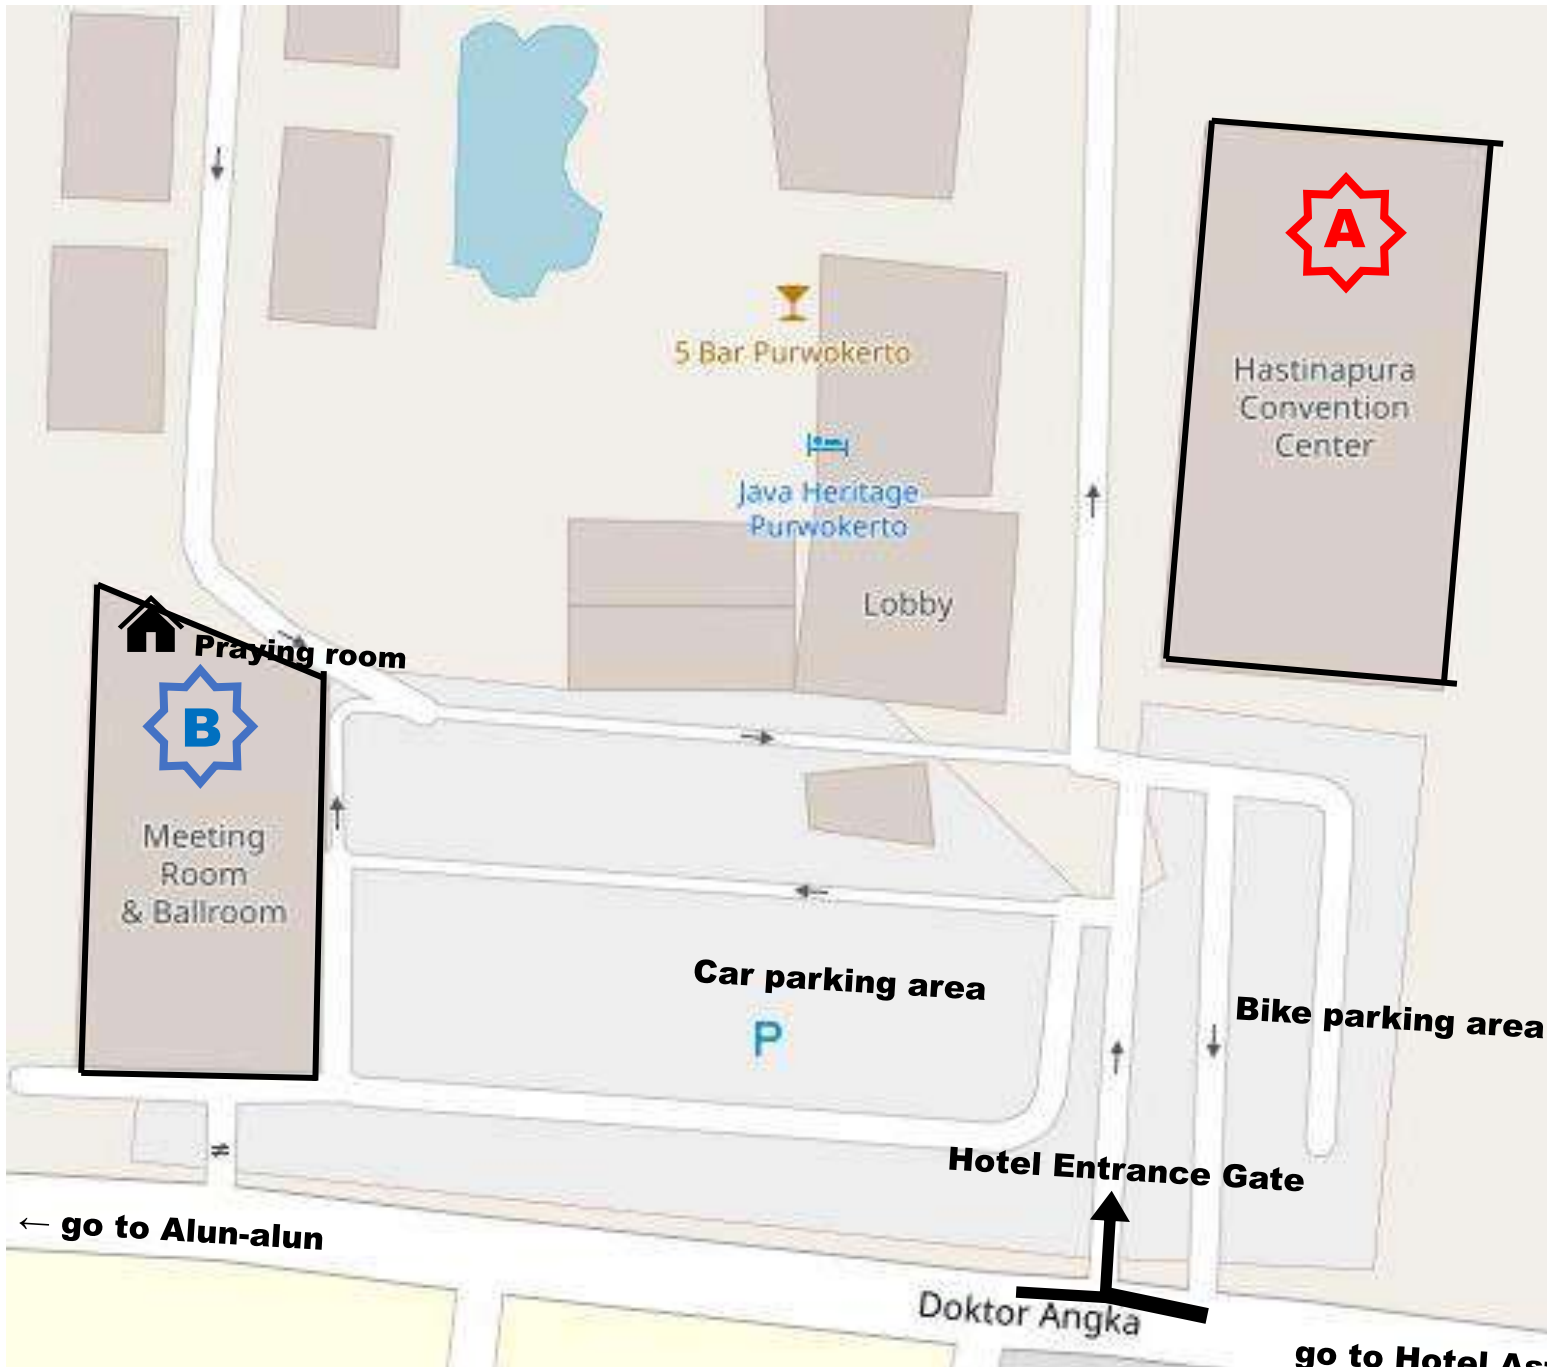 A
Hastinapura
Convention
Center
5 Bar Purwokerto
Java Heritage
Purwokerto
Lobby
Praying room
B
Meeting
Room
& Ballroom
Car parking area
P
Bike parking area
Hotel Entrance Gate
← go to Alun-alun
Doktor Angka
go to Hotel